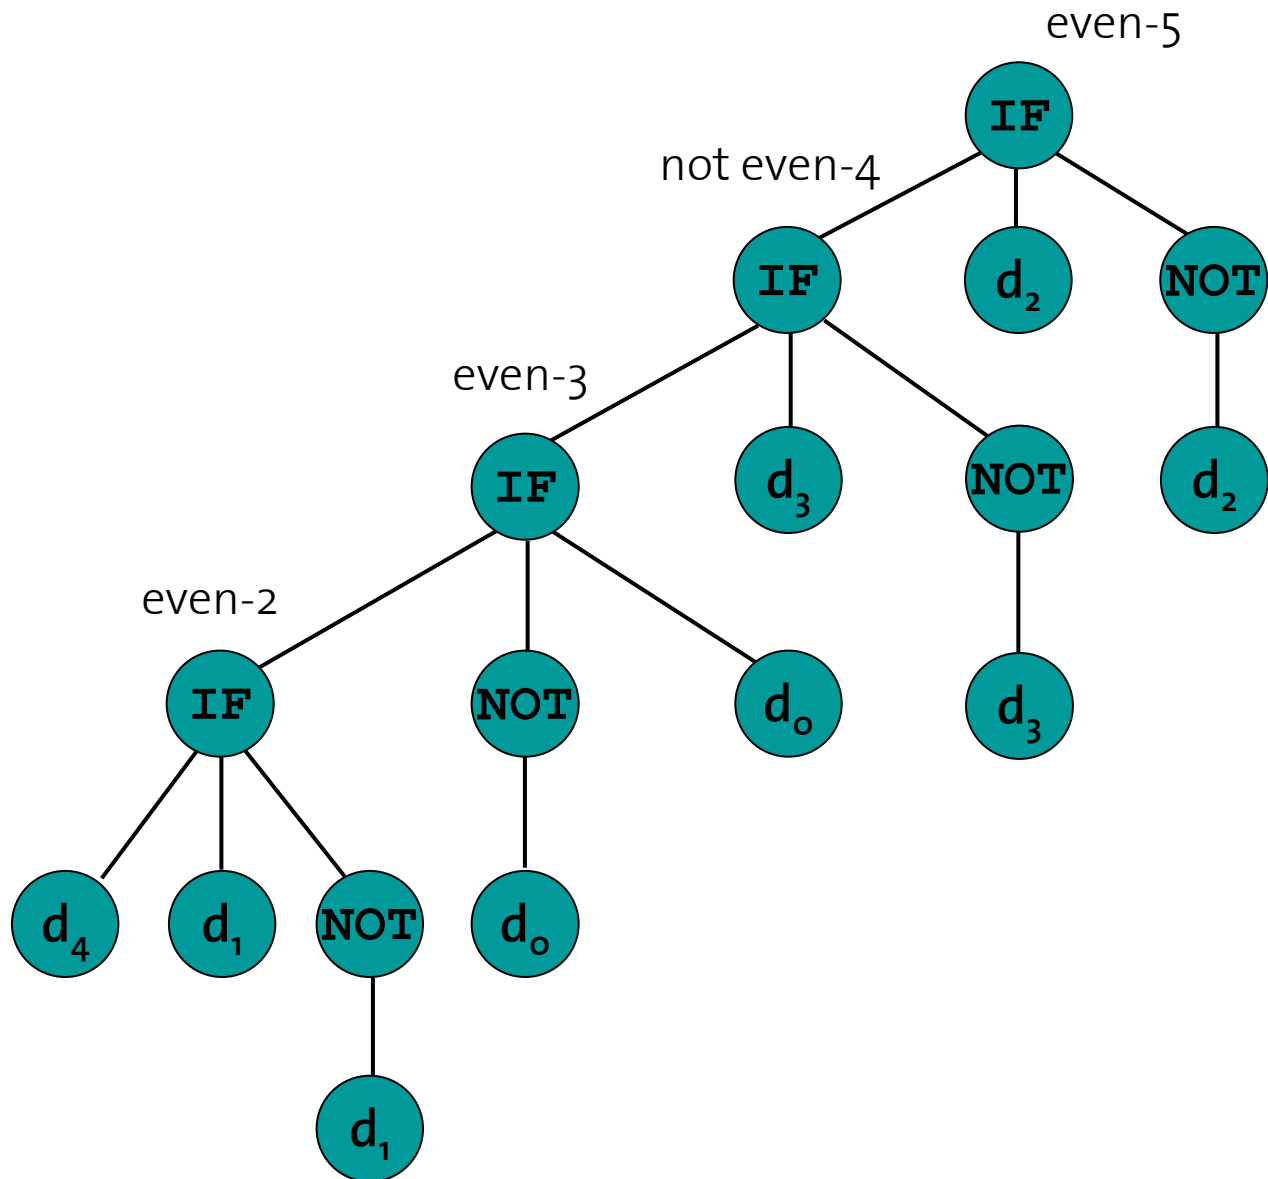 even-5
IF
not even-4
IF
d₂
NOT
even-3
IF
d₃
NOT
d₂
even-2
IF
NOT
d₀
d₃
d₄
d₁
NOT
d₀
d₁